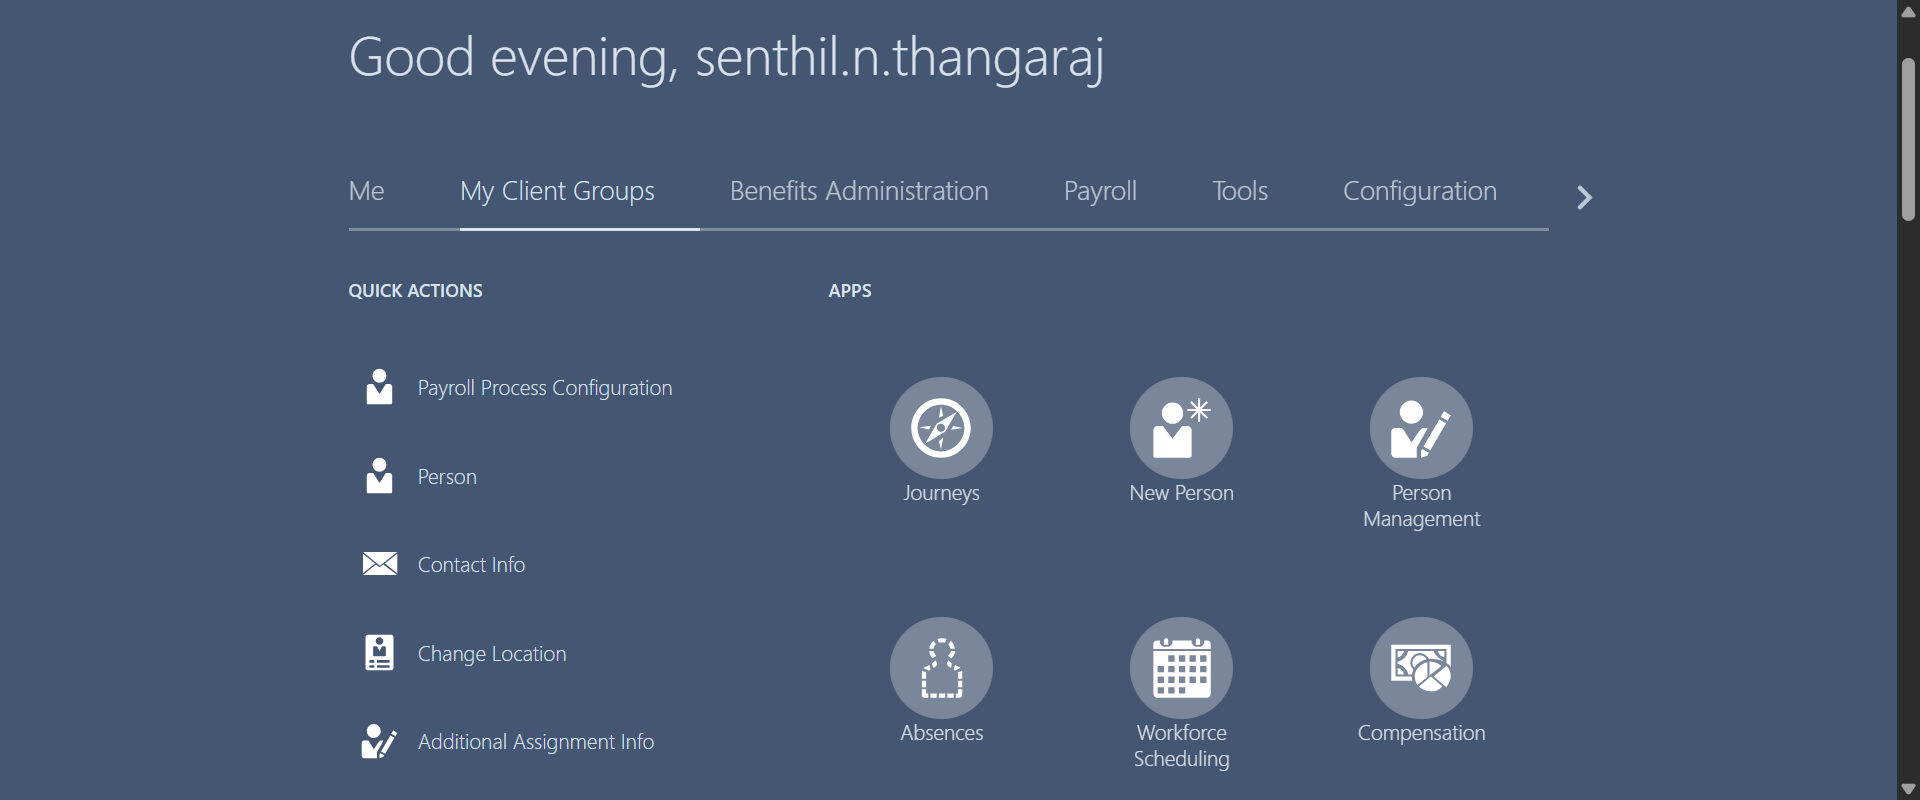 Good evening, senthil.n.thangaraj
Me
My Client Groups
Benefits Administration
Payroll
Tools
Configuration
QUICK ACTIONS
Payroll Process Configuration
Person
Contact Info
Change Location
Additional Assignment Info
APPS
Journeys
New Person
Person
Management
Absences
Workforce
Scheduling
Compensation